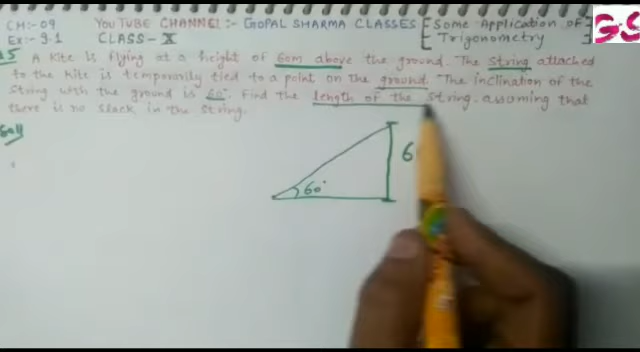 CH:- 09 YOUTUBE CHANNEL:- GOPAL SHARMA CLASSES [Some Application of
Ex:- 9.1 CLASS - X Trigonometry]
GS
A Kite is flying at a height of 60m above the ground. The String attached
to the Kite is temporarily tied to a point on the ground. The inclination of the
String with the ground is 60°. Find the length of the String, assuming that
there is no slack in the String.
Sol
60°
6